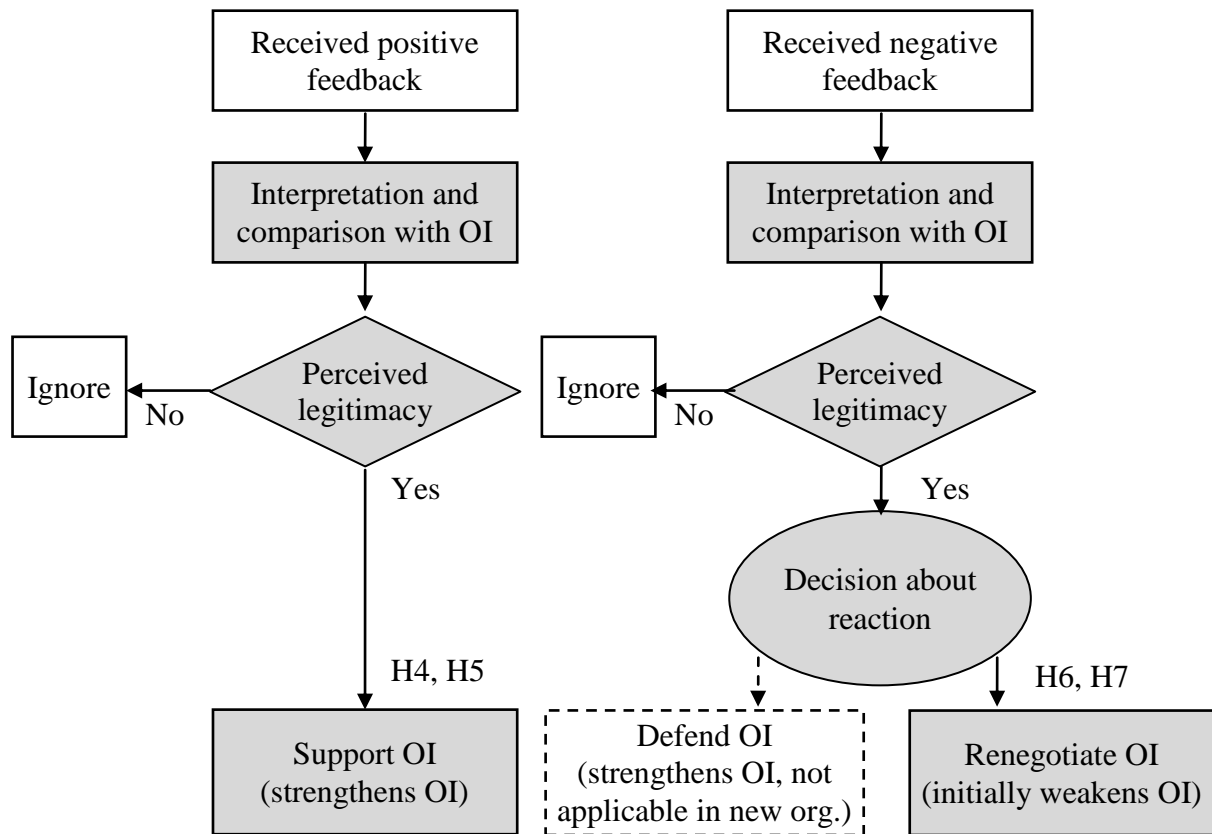 Received positive
feedback
Received negative
feedback
Interpretation and
comparison with OI
Interpretation and
comparison with OI
Ignore
No
Perceived
legitimacy
Ignore
No
Perceived
legitimacy
Yes
Yes
Decision about
reaction
H4, H5
H6, H7
Support OI
(strengthens OI)
Defend OI
(strengthens OI, not
applicable in new org.)
Renegotiate OI
(initially weakens OI)